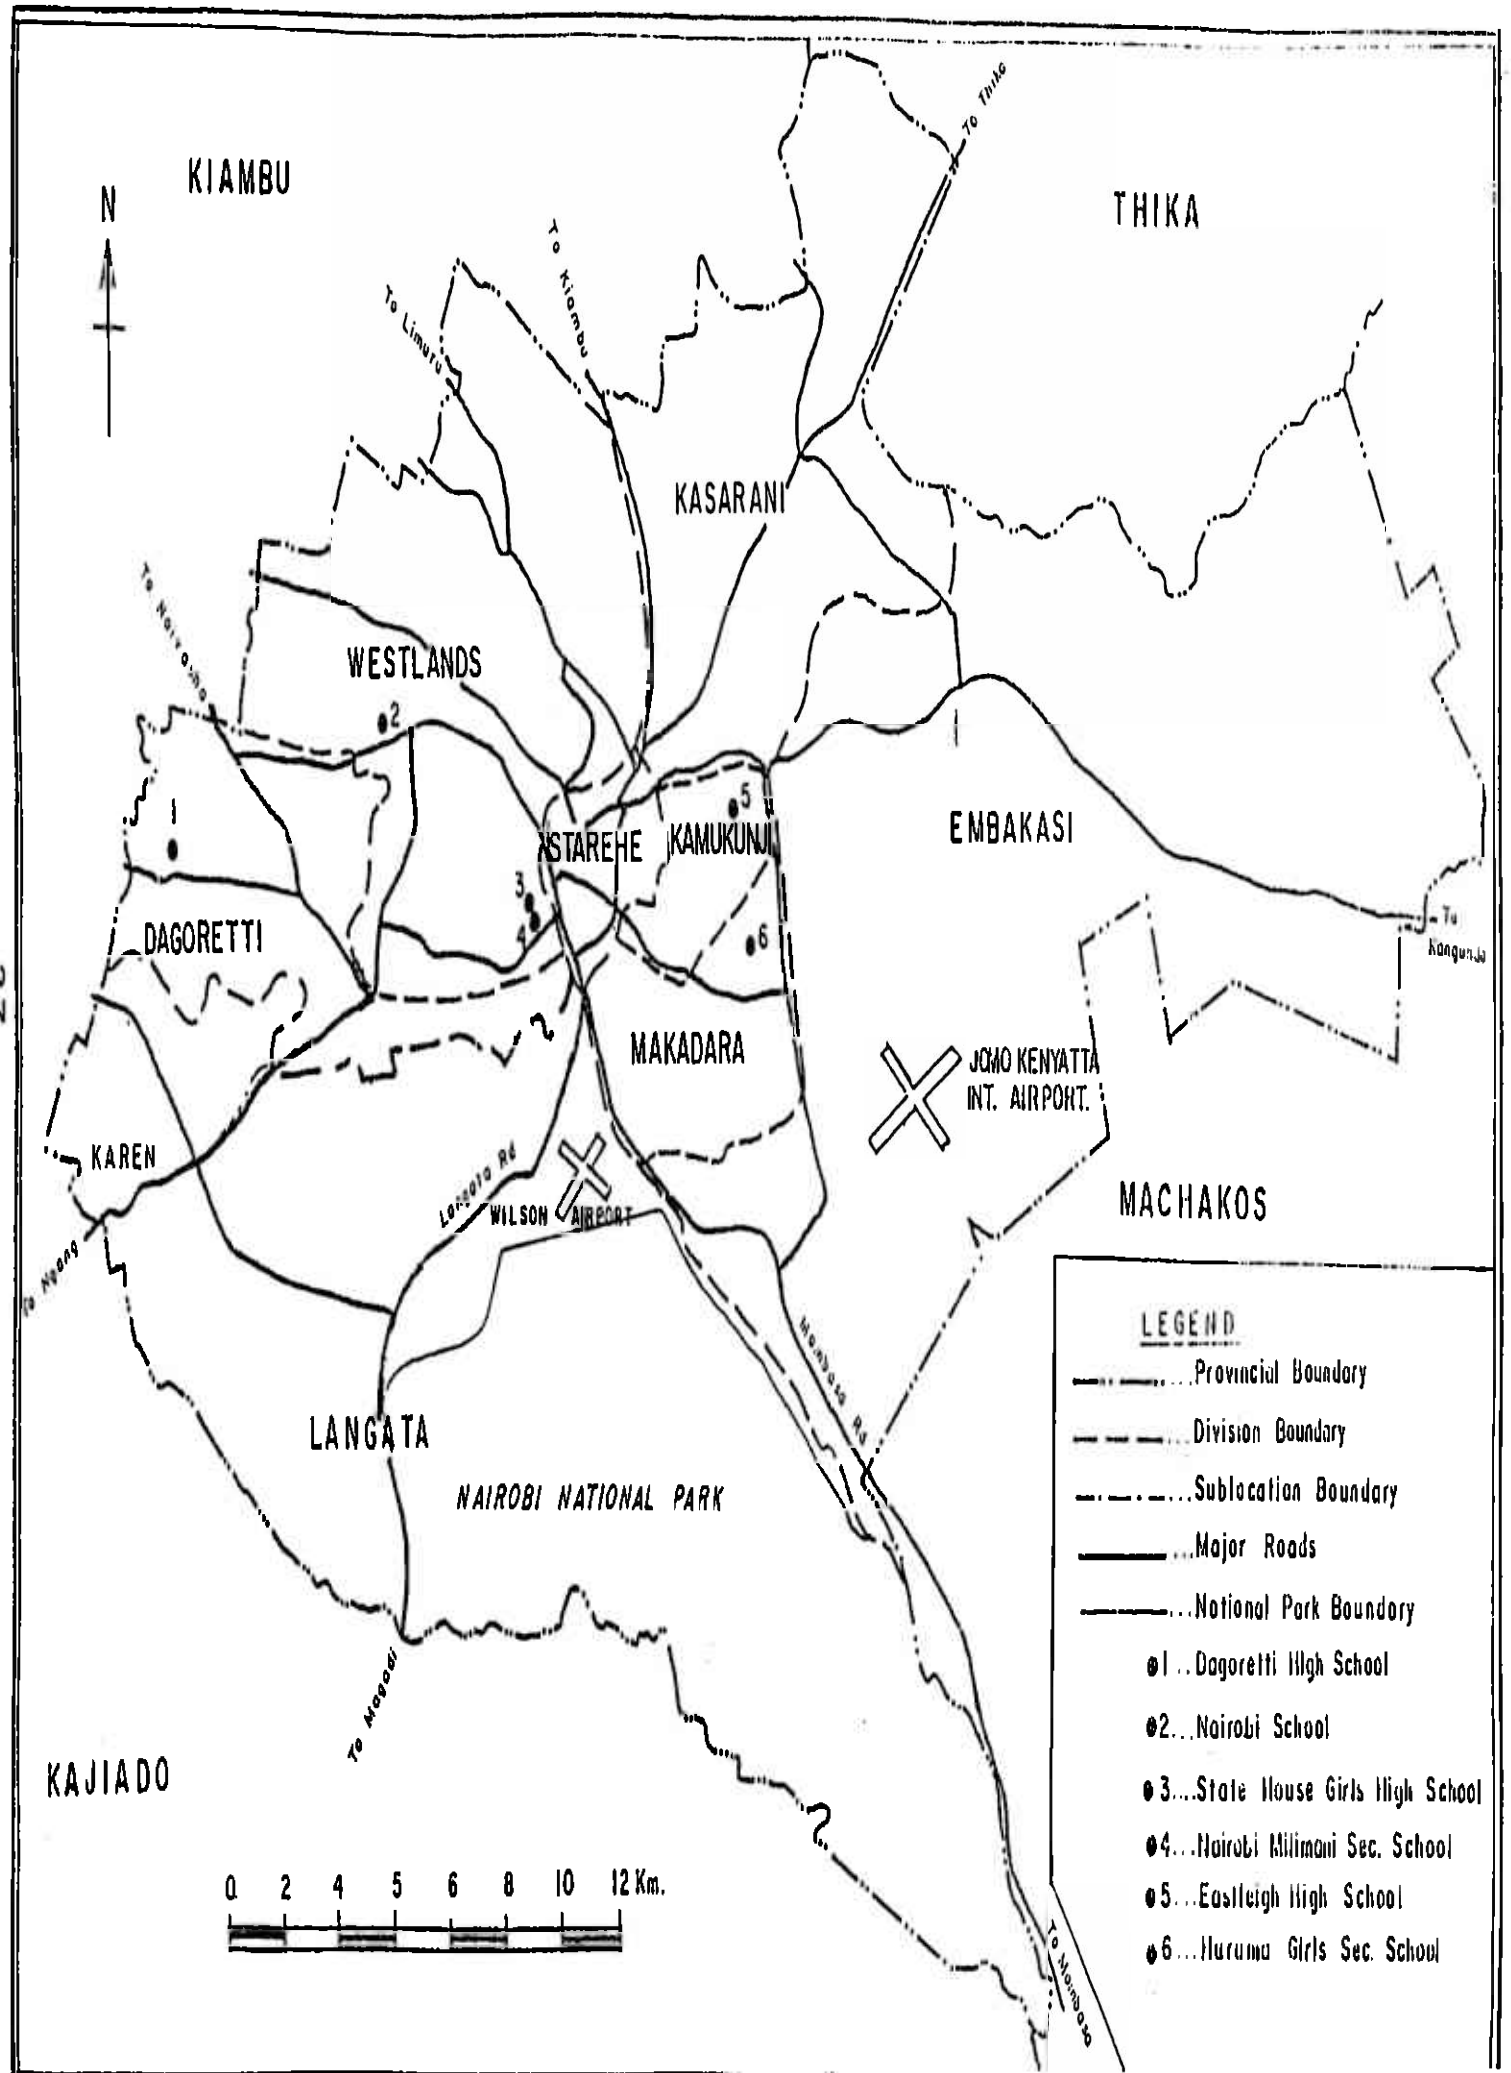 To Thika
KIAMBU
N
THIKA
To Kiambu
To Limuru
KASARANI
To Naivasha
WESTLANDS
2
1
5
STAREHE
KAMUKUNJI
EMBAKASI
3
4
6
DAGORETTI
To
Kangundo
MAKADARA
JOMO KENYATTA
INT. AIRPORT.
KAREN
Langata Rd
WILSON AIRPORT
MACHAKOS
To Ngong
Mombasa Rd
LANGATA
NAIROBI NATIONAL PARK
To Magadi
KAJIADO
0 2 4 5 6 8 10 12 Km.
To Mombasa
LEGEND
...Provincial Boundary
...Division Boundary
...Sublocation Boundary
...Major Roads
...National Park Boundary
1 ..Dagoretti High School
2...Nairobi School
3....State House Girls High School
4...Nairobi Milimani Sec. School
5...Eastleigh High School
6...Huruma Girls Sec. School